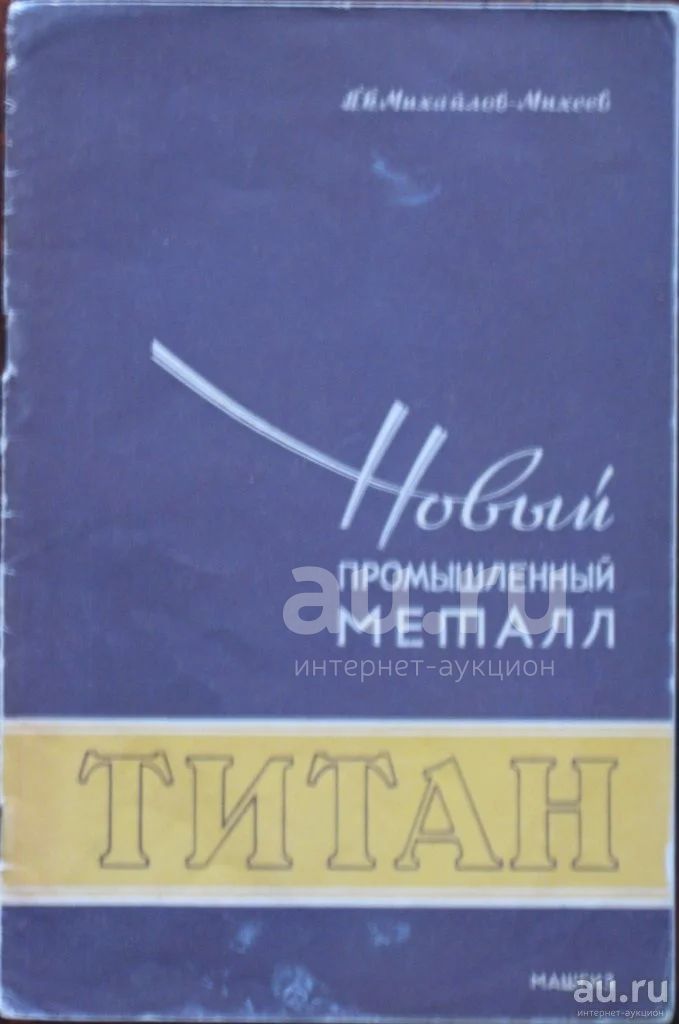 П.Б. Михайлов-Михеев
Новый
ПРОМЫШЛЕННЫЙ
МЕТАЛЛ
au.ru
интернет-аукцион
ТИТАН
МАШГИЗ
au.ru
интернет-аукцион